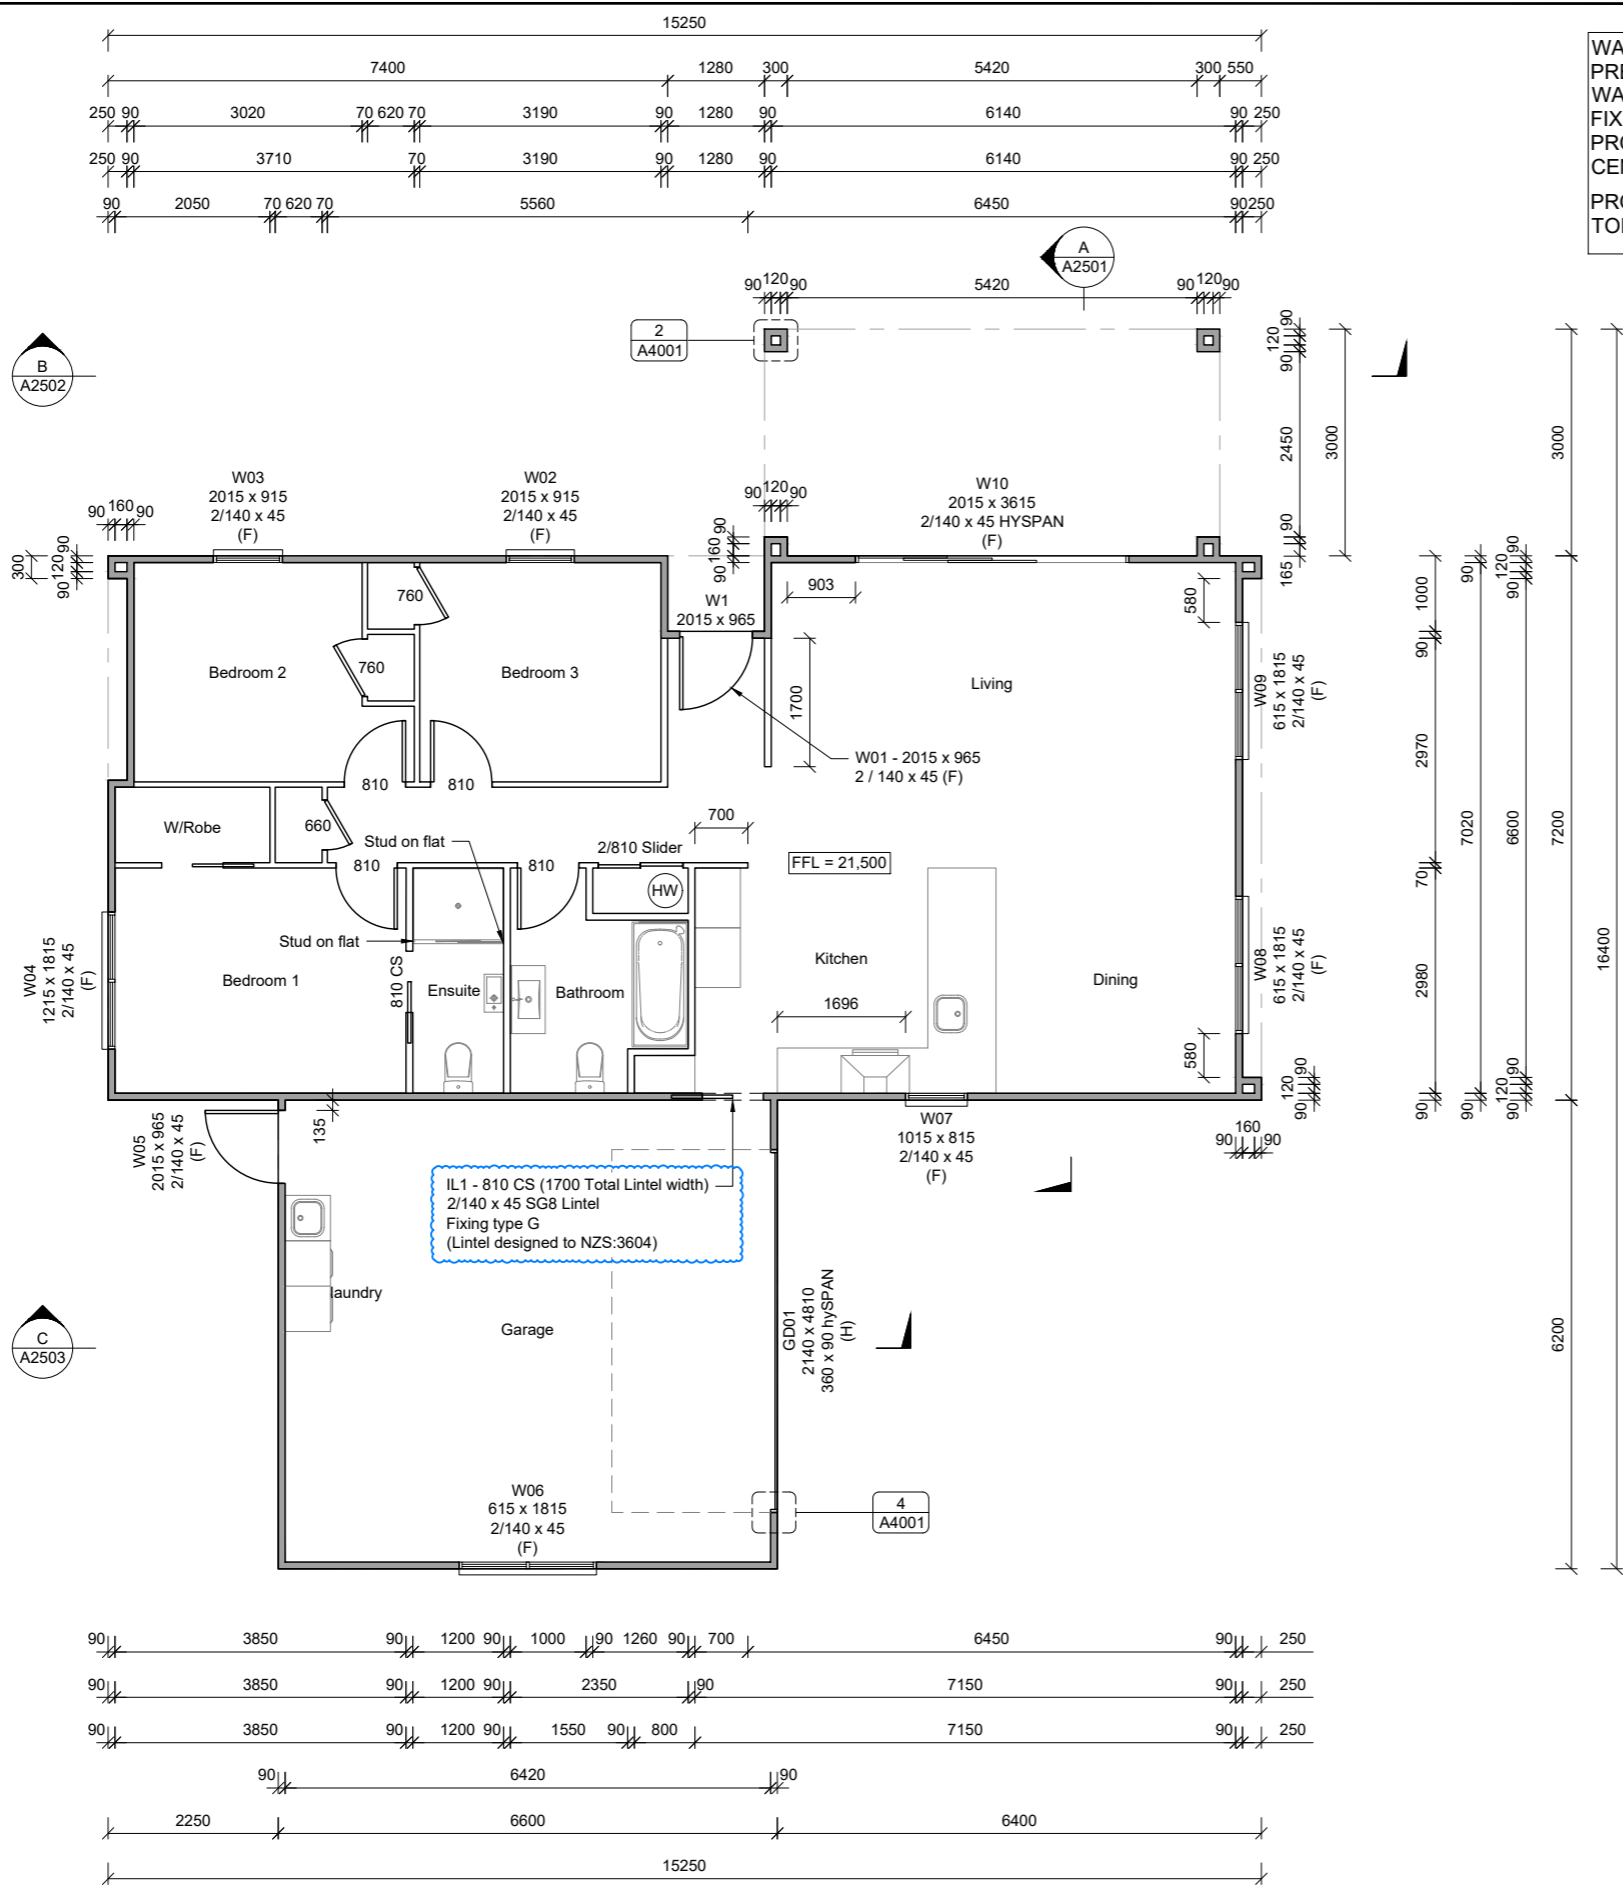 15250
7400 1280 300 5420 300 550
250 90 3020 70 620 70 3190 90 1280 90 6140 90 250
250 90 3710 70 3190 90 1280 90 6140 90 250
90 2050 70 620 70 5560 6450 90 250
A
A2501
90 120 90 5420 90 120 90
2
A4001
B
A2502
90
120
90
2450
3000
3000
W03
2015 x 915
2/140 x 45
(F)
W02
2015 x 915
2/140 x 45
(F)
W10
2015 x 3615
2/140 x 45 HYSPAN
(F)
90 160 90
90 120 90
300
90
120
90
90
160
90
90
165
W1
2015 x 965
903
580
760
760
Bedroom 2
Bedroom 3
Living
1700
W01 - 2015 x 965
2 / 140 x 45 (F)
W09
615 x 1815
2/140 x 45
(F)
1000
90
2970
70
2980
90
90
7020
90
90
120
90
6600
90
120
90
7200
16400
810
810
W/Robe
660
Stud on flat
700
2/810 Slider
810
810
FFL = 21,500
HW
Stud on flat
Bedroom 1
810 CS
Ensuite
Bathroom
Kitchen
Dining
1696
580
W04
1215 x 1815
2/140 x 45
(F)
W08
615 x 1815
2/140 x 45
(F)
90
120
90
90 160 90
135
W05
2015 x 965
2/140 x 45
(F)
W07
1015 x 815
2/140 x 45
(F)
IL1 - 810 CS (1700 Total Lintel width)
2/140 x 45 SG8 Lintel
Fixing type G
(Lintel designed to NZS:3604)
laundry
Garage
GD01
2140 x 4810
360 x 90 hySPAN
(H)
6200
C
A2503
W06
615 x 1815
2/140 x 45
(F)
4
A4001
90 3850 90 1200 90 1000 90 1260 90 700 6450 90 250
90 3850 90 1200 90 2350 90 7150 90 250
90 3850 90 1200 90 1550 90 800 7150 90 250
90 6420 90
2250 6600 6400
15250
WA
PRE
WA
FIX
PRO
CE
PRO
TO